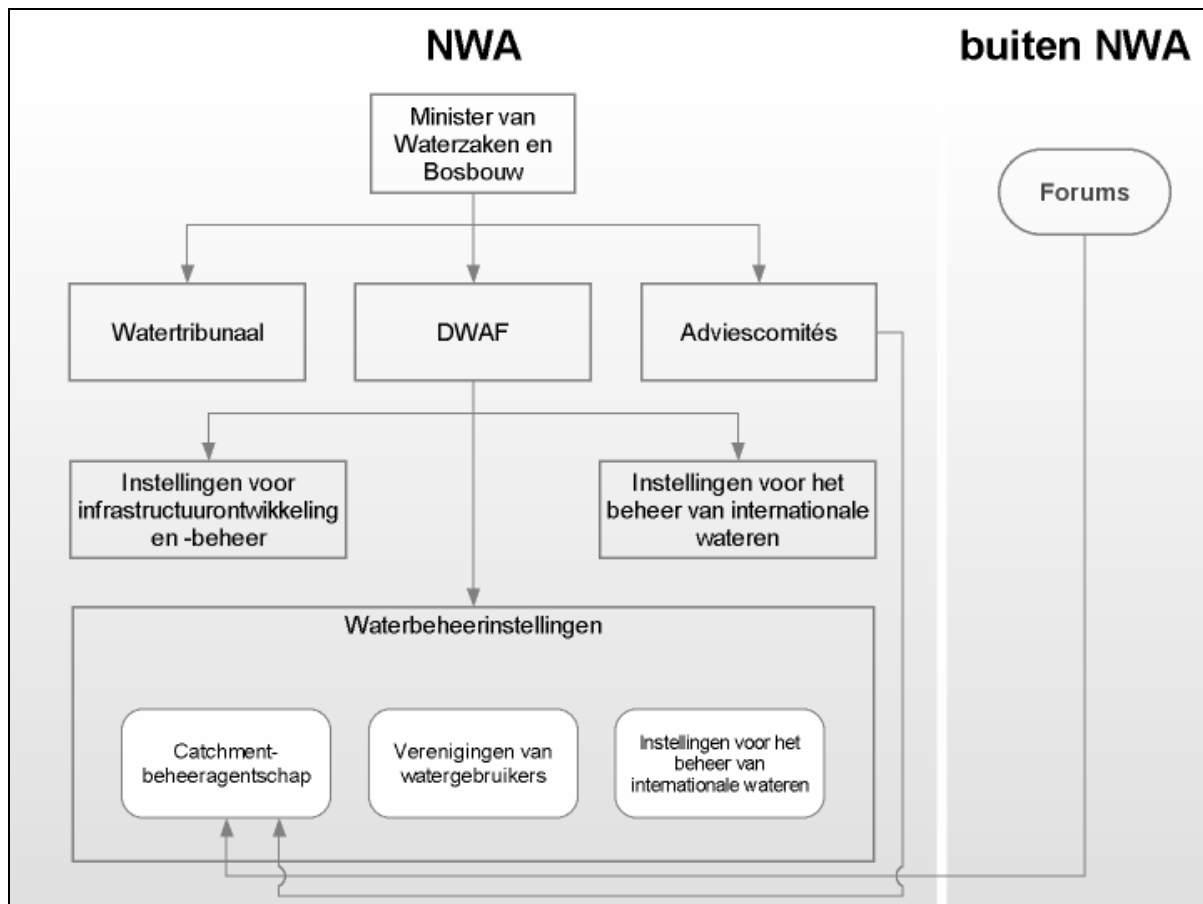 NWA
buiten NWA
Minister van
Waterzaken en
Bosbouw
Forums
Watertribunaal
DWAF
Adviescomités
Instellingen voor
infrastructuurontwikkeling
en -beheer
Instellingen voor het
beheer van internationale
wateren
Waterbeheerinstellingen
Catchment-
beheeragentschap
Verenigingen van
watergebruikers
Instellingen voor het
beheer van
internationale wateren